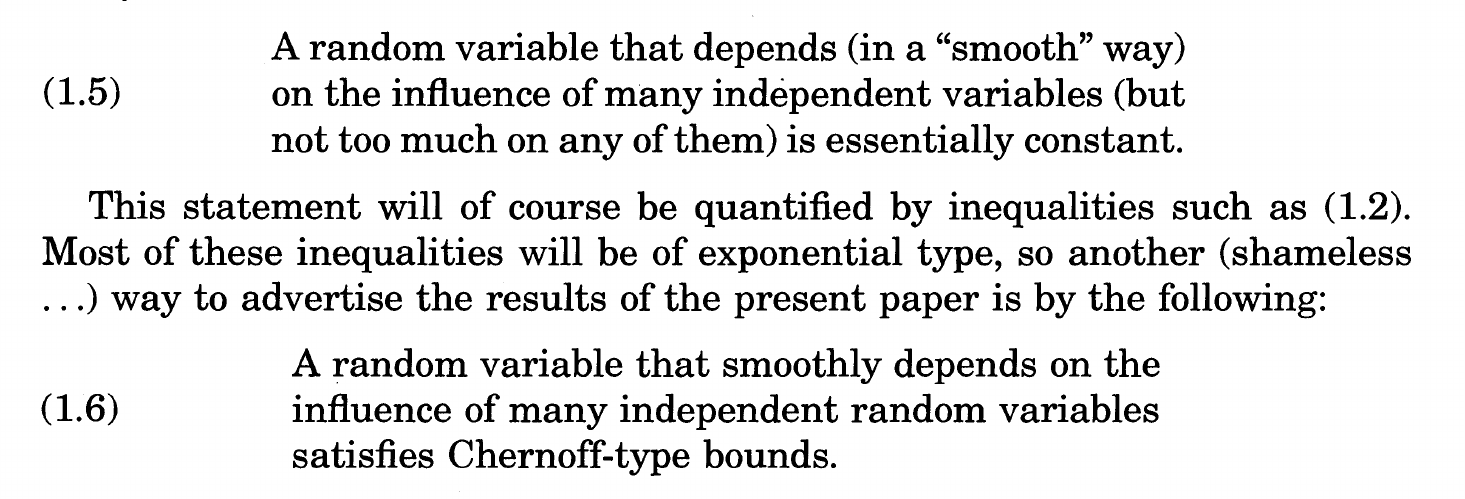 A random variable that depends (in a “smooth” way)
(1.5) on the influence of many independent variables (but
not too much on any of them) is essentially constant.
This statement will of course be quantified by inequalities such as (1.2).
Most of these inequalities will be of exponential type, so another (shameless
...) way to advertise the results of the present paper is by the following:
A random variable that smoothly depends on the
(1.6) influence of many independent random variables
satisfies Chernoff-type bounds.